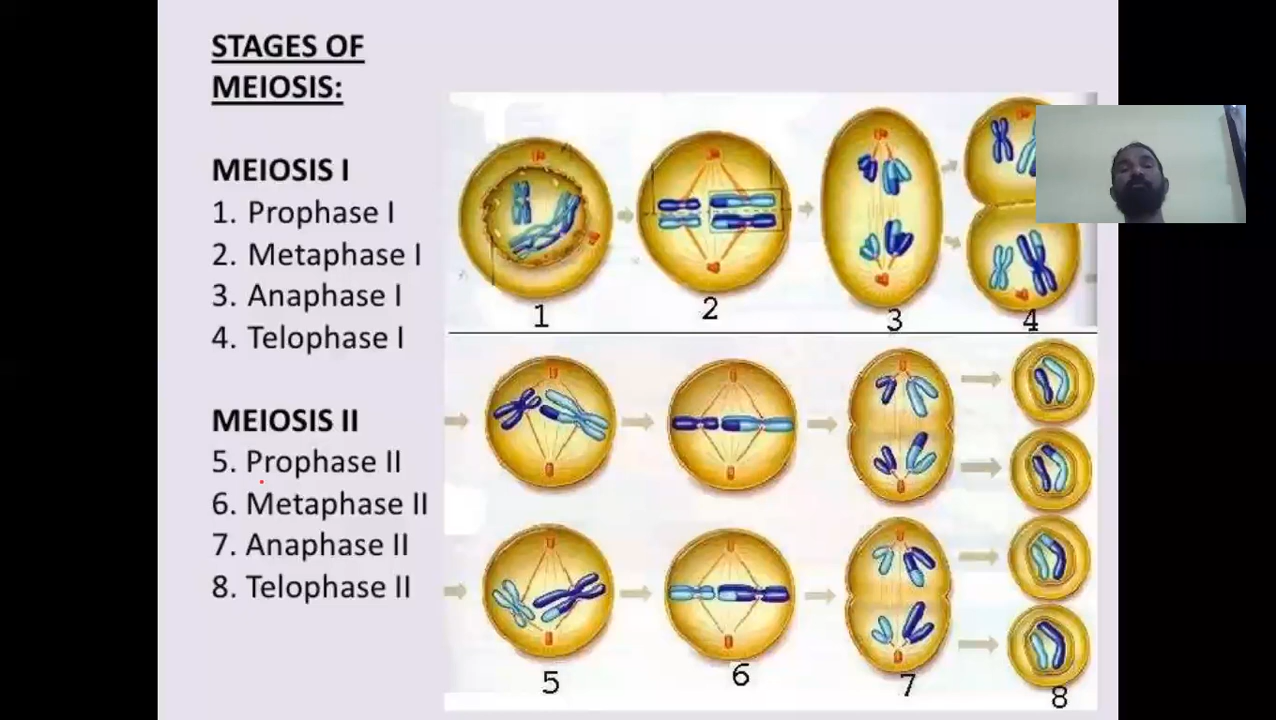 STAGES OF
MEIOSIS:
MEIOSIS I
1. Prophase I
2. Metaphase I
3. Anaphase I
4. Telophase I
MEIOSIS II
5. Prophase II
6. Metaphase II
7. Anaphase II
8. Telophase II
1
2
3
4
5
6
7
8